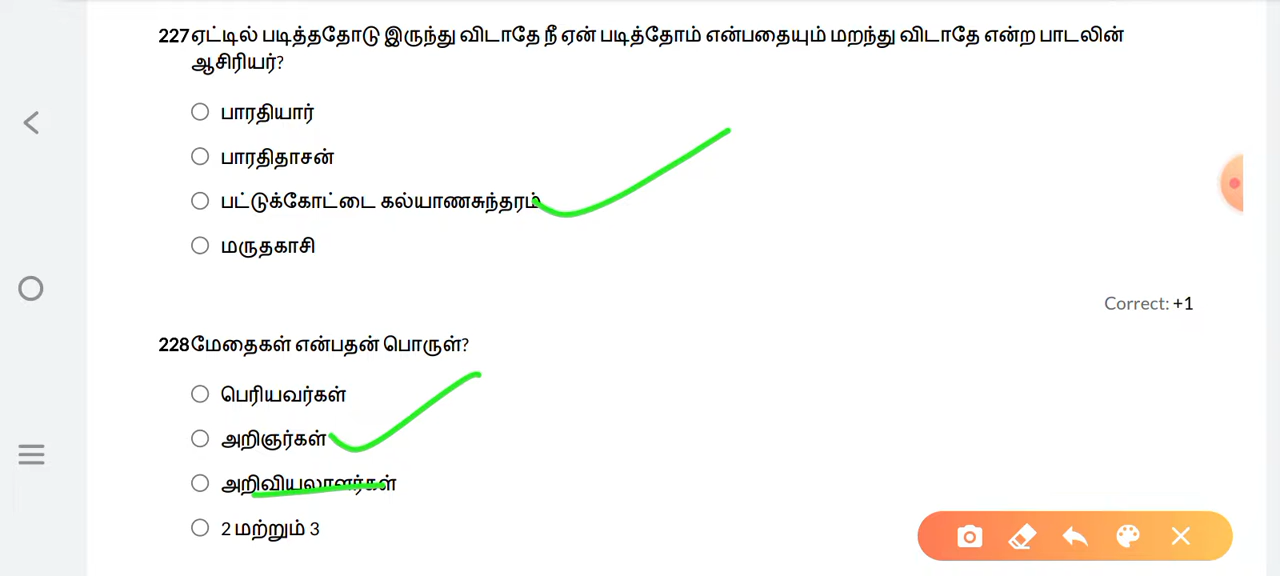 227ஏட்டில் படித்ததோடு இருந்து விடாதே நீ ஏன் படித்தோம் என்பதையும் மறந்து விடாதே என்ற பாடலின்
ஆசிரியர்?
பாரதியார்
பாரதிதாசன்
பட்டுக்கோட்டை கல்யாணசுந்தரம்
மருதகாசி
Correct: +1
228மேதைகள் என்பதன் பொருள்?
பெரியவர்கள்
அறிஞர்கள்
அறிவியலாளர்கள்
2 மற்றும் 3